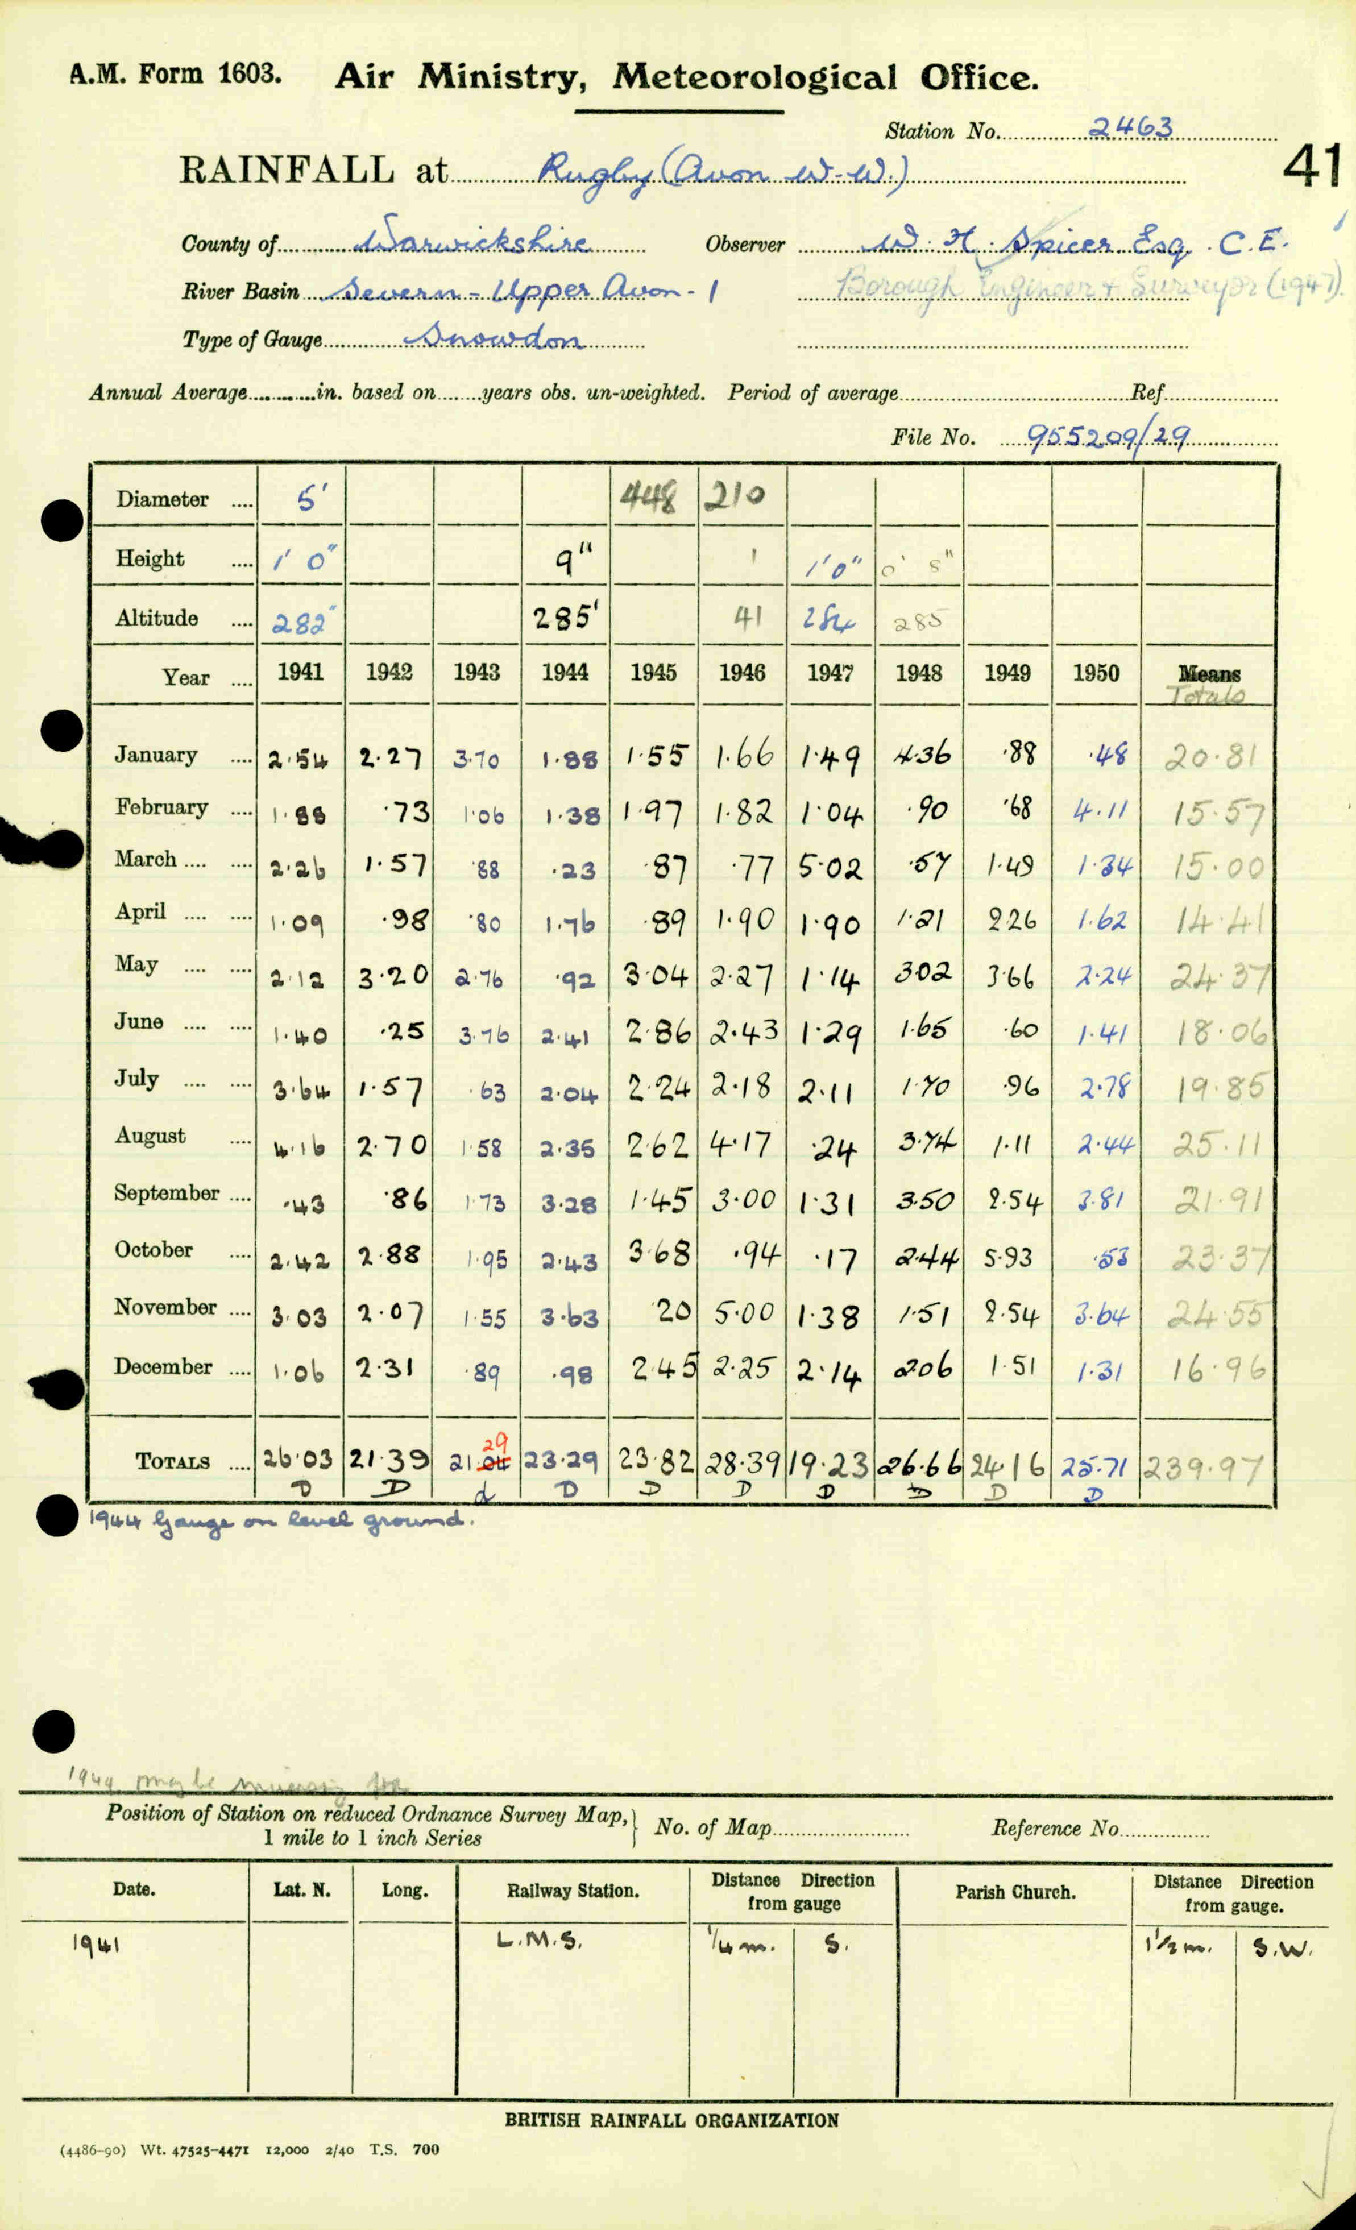 A.M. Form 1603. Air Ministry, Meteorological Office.
Station No. 2463
41
RAINFALL at Rugby (Avon W.W.)
County of Warwickshire Observer W. H. Spicer Esq. C.E.
River Basin Severn - Upper Avon - 1 Borough Engineer + Surveyor (1947).
Type of Gauge Snowdon
Annual Average in. based on years obs. un-weighted. Period of average Ref.
File No. 955209/29
Diameter 5' 448 210
Height 1' 0" 9" 1 1'0" 0' 8"
Altitude 282" 285' 41 284 285
Year 1941 1942 1943 1944 1945 1946 1947 1948 1949 1950 Means
Totals
January 2.54 2.27 3.70 1.88 1.55 1.66 1.49 4.36 .88 .48 20.81
February 1.88 .73 1.06 1.38 1.97 1.82 1.04 .90 .68 4.11 15.57
March 2.26 1.57 .88 .23 .87 .77 5.02 .57 1.49 1.34 15.00
April 1.09 .98 .80 1.76 .89 1.90 1.90 1.21 2.26 1.62 14.41
May 2.12 3.20 2.76 .92 3.04 2.27 1.14 3.02 3.66 2.24 24.37
June 1.40 .25 3.76 2.41 2.86 2.43 1.29 1.65 .60 1.41 18.06
July 3.64 1.57 .63 2.04 2.24 2.18 2.11 1.70 .96 2.78 19.85
August 4.16 2.70 1.58 2.35 2.62 4.17 .24 3.74 1.11 2.44 25.11
September .43 .86 1.73 3.28 1.45 3.00 1.31 3.50 2.54 3.81 21.91
October 2.42 2.88 1.95 2.43 3.68 .94 .17 2.44 5.93 .53 23.37
November 3.03 2.07 1.55 3.63 .20 5.00 1.38 1.51 2.54 3.64 24.55
December 1.06 2.31 .89 .98 2.45 2.25 2.14 2.06 1.51 1.31 16.96
29
TOTALS 26.03 21.39 21.04 23.29 23.82 28.39 19.23 26.66 24.16 25.71 239.97
D D d D D D D D D D
1944 Gauge on level ground.
1949 may be missing for
Position of Station on reduced Ordnance Survey Map, 1 mile to 1 inch Series No. of Map Reference No.
Date. Lat. N. Long. Railway Station. Distance Direction from gauge Parish Church. Distance Direction from gauge.
1941 L.M.S. 1/4 m. S. 1 1/2 m. S.W.
BRITISH RAINFALL ORGANIZATION
(4486-90) Wt. 47525-4471 12,000 2/40 T.S. 700